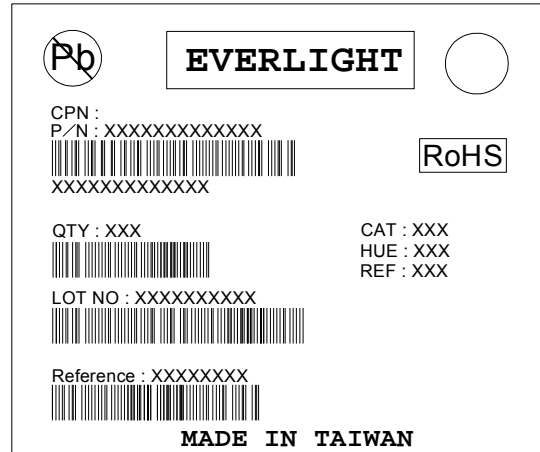 Pb
EVERLIGHT
CPN :
P/N : XXXXXXXXXXXXX
RoHS
XXXXXXXXXXXXX
QTY : XXX
CAT : XXX
HUE : XXX
REF : XXX
LOT NO : XXXXXXXXXX
Reference : XXXXXXXX
MADE IN TAIWAN